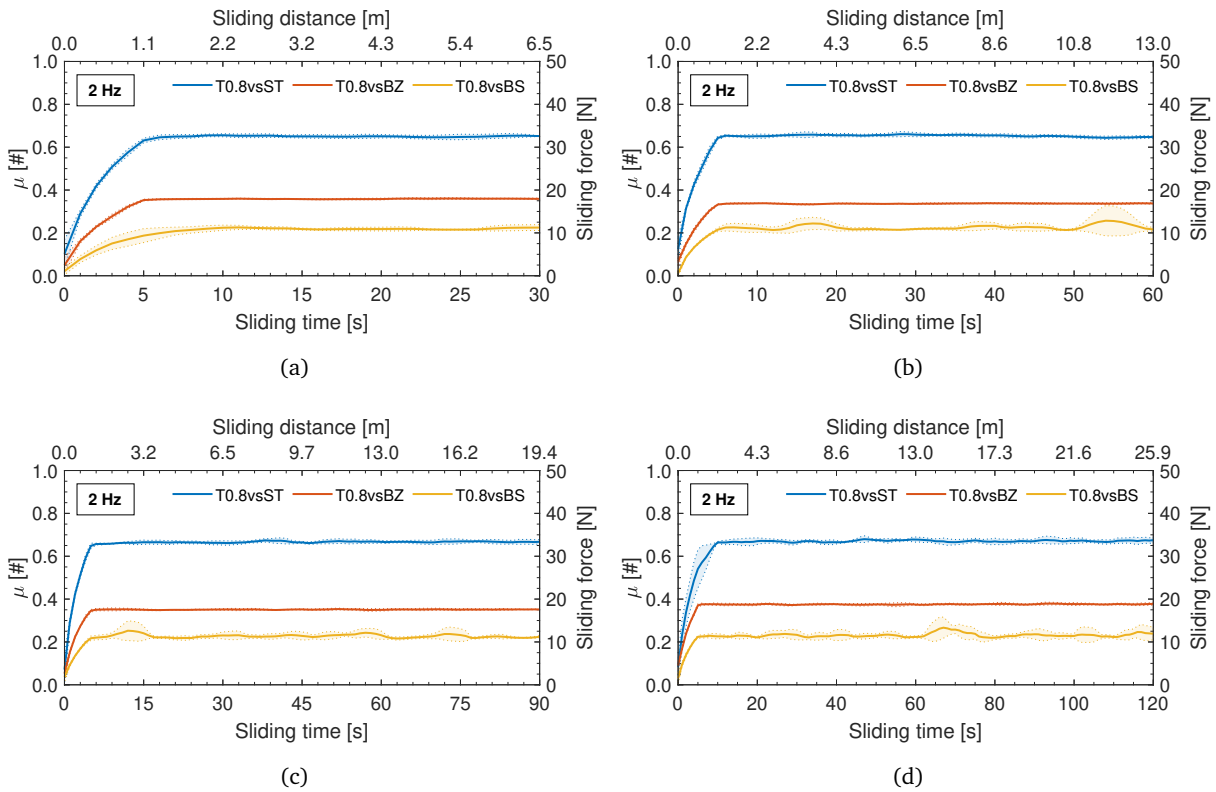 Sliding distance [m]
0.0 1.1 2.2 3.2 4.3 5.4 6.5
1.0 50
2 Hz T0.8vsST T0.8vsBZ T0.8vsBS
0.8 40
0.6 30
0.4 20
0.2 10
0.0 0
μ [#]
Sliding force [N]
0 5 10 15 20 25 30
Sliding time [s]
(a)
Sliding distance [m]
0.0 2.2 4.3 6.5 8.6 10.8 13.0
1.0 50
2 Hz T0.8vsST T0.8vsBZ T0.8vsBS
0.8 40
0.6 30
0.4 20
0.2 10
0.0 0
μ [#]
Sliding force [N]
0 10 20 30 40 50 60
Sliding time [s]
(b)
Sliding distance [m]
0.0 3.2 6.5 9.7 13.0 16.2 19.4
1.0 50
2 Hz T0.8vsST T0.8vsBZ T0.8vsBS
0.8 40
0.6 30
0.4 20
0.2 10
0.0 0
μ [#]
Sliding force [N]
0 15 30 45 60 75 90
Sliding time [s]
(c)
Sliding distance [m]
0.0 4.3 8.6 13.0 17.3 21.6 25.9
1.0 50
2 Hz T0.8vsST T0.8vsBZ T0.8vsBS
0.8 40
0.6 30
0.4 20
0.2 10
0.0 0
μ [#]
Sliding force [N]
0 20 40 60 80 100 120
Sliding time [s]
(d)